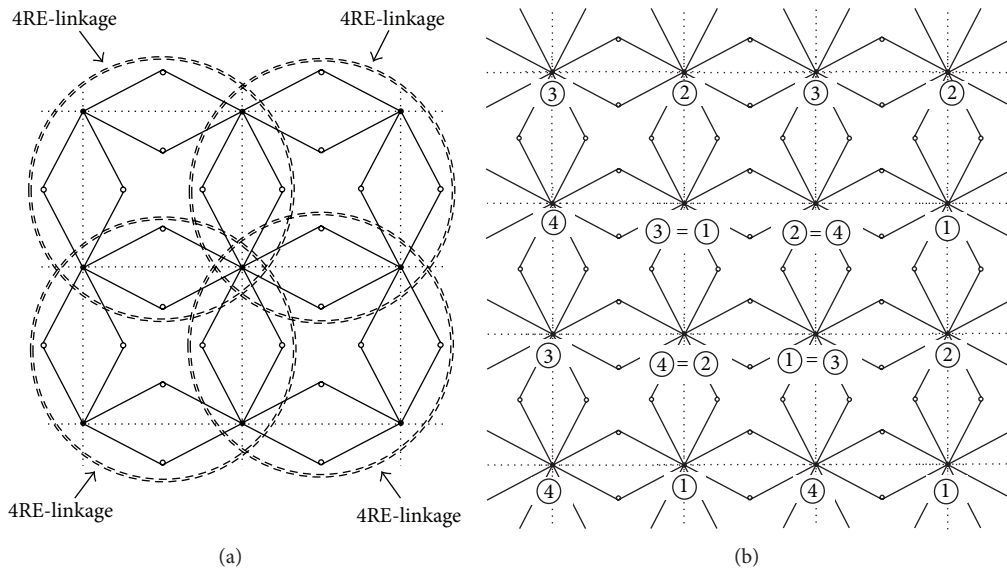 4RE-linkage 4RE-linkage
4RE-linkage 4RE-linkage
(a)
3 2 3 2
4 3 = 1 2 = 4 1
3 4 = 2 1 = 3 2
4 1 4 1
(b)